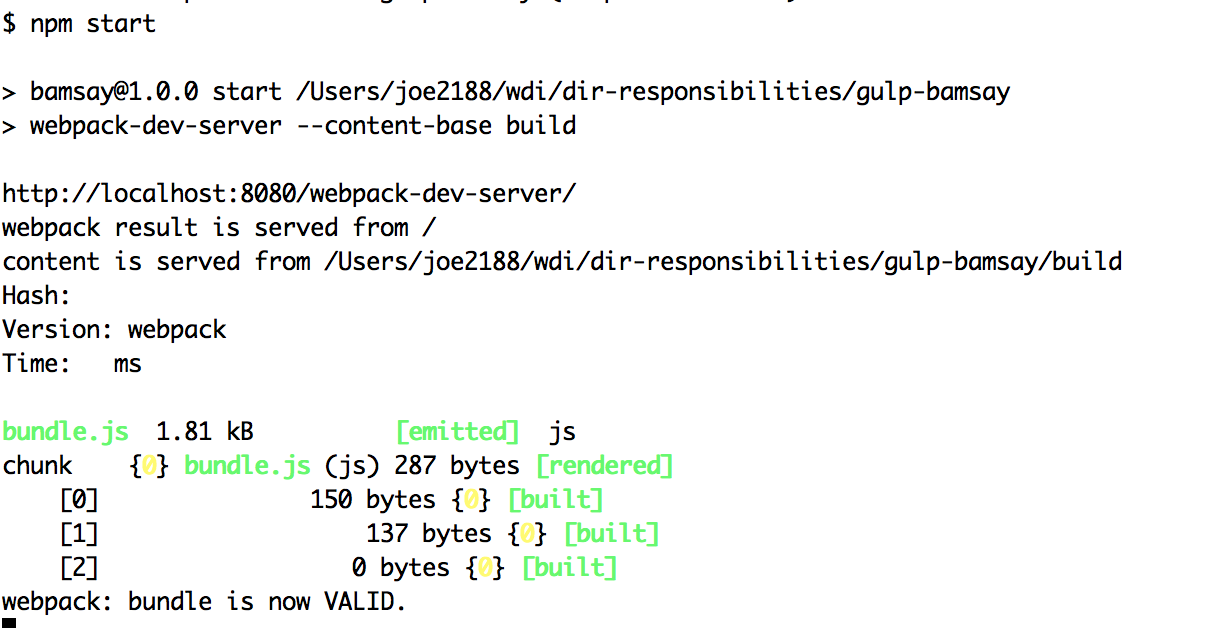 $ npm start
> bamsay@1.0.0 start /Users/joe2188/wdi/dir-responsibilities/gulp-bamsay
> webpack-dev-server --content-base build
http://localhost:8080/webpack-dev-server/
webpack result is served from /
content is served from /Users/joe2188/wdi/dir-responsibilities/gulp-bamsay/build
Hash:
Version: webpack
Time:   ms
bundle.js  1.81 kB          [emitted]  js
chunk    {0} bundle.js (js) 287 bytes [rendered]
    [0]               150 bytes {0} [built]
    [1]                   137 bytes {0} [built]
    [2]                  0 bytes {0} [built]
webpack: bundle is now VALID.